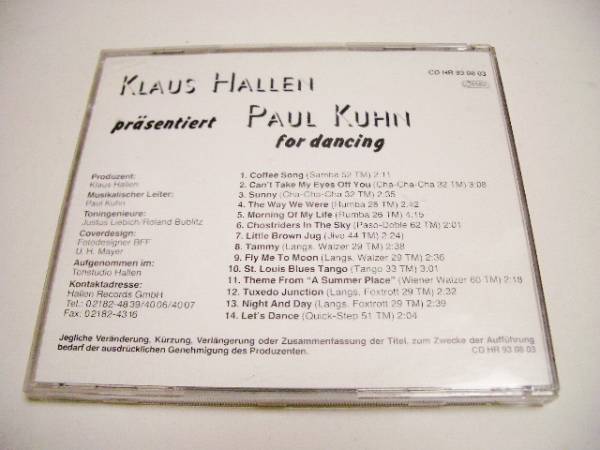 KLAUS HALLEN
CD HR 93 08 03
präsentiert PAUL KUHN
for dancing
Produzent:
Klaus Hallen
Musikalischer Leiter:
Paul Kuhn
Toningenieure:
Justus Liebich/Roland Bublitz
Coverdesign:
Fotodesigner BFF
U. H. Mayer
Aufgenommen im:
Tonstudio Hallen
Kontaktadresse:
Hallen Records GmbH
Tel.: 02182-4839/4006/4007
Fax: 02182-4316
1. Coffee Song (Samba 52 TM) 2:11
2. Can't Take My Eyes Off You (Cha-Cha-Cha 32 TM) 3:08
3. Sunny (Cha-Cha-Cha 32 TM) 2:35
4. The Way We Were (Rumba 28 TM) 2:42
5. Morning Of My Life (Rumba 26 TM) 4:15
6. Chostriders In The Sky (Paso-Doble 62 TM) 2:01
7. Little Brown Jug (Jive 44 TM) 2:24
8. Tammy (Langs. Walzer 29 TM) 2:38
9. Fly Me To Moon (Langs. Walzer 29 TM) 2:36
10. St. Louis Blues Tango (Tango 33 TM) 3:01
11. Theme From "A Summer Place" (Wiener Walzer 60 TM) 2:18
12. Tuxedo Junction (Langs. Foxtrott 29 TM) 2:32
13. Night And Day (Langs. Foxtrott 29 TM) 2:39
14. Let's Dance (Quick-Step 51 TM) 2:04
Jegliche Veränderung, Kürzung, Verlängerung oder Zusammenfassung der Titel, zum Zwecke der Aufführung
bedarf der ausdrücklichen Genehmigung des Produzenten.
CD HR 93 08 03